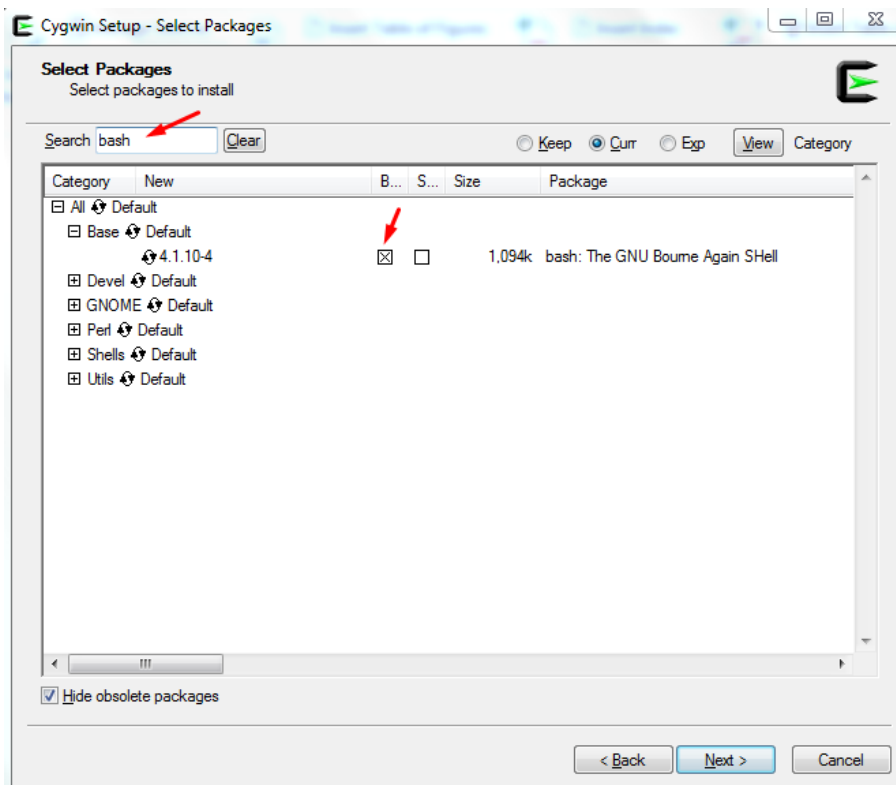 Cygwin Setup - Select Packages
Select Packages
Select packages to install
Search bash Clear Keep Curr Exp View Category
Category New B... S... Size Package
All Default
Base Default
4.1.10-4 1,094k bash: The GNU Bourne Again SHell
Devel Default
GNOME Default
Perl Default
Shells Default
Utils Default
Hide obsolete packages
< Back Next > Cancel